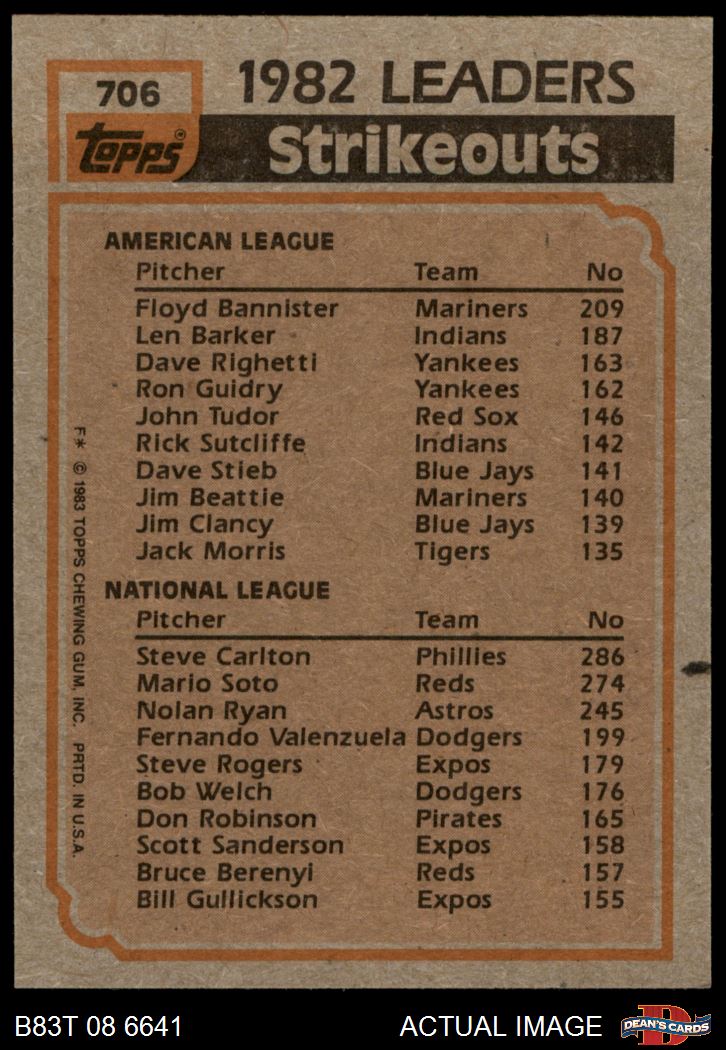 706
1982 LEADERS
Topps®
Strikeouts
AMERICAN LEAGUE
Pitcher Team No
Floyd Bannister Mariners 209
Len Barker Indians 187
Dave Righetti Yankees 163
Ron Guidry Yankees 162
John Tudor Red Sox 146
Rick Sutcliffe Indians 142
Dave Stieb Blue Jays 141
Jim Beattie Mariners 140
Jim Clancy Blue Jays 139
Jack Morris Tigers 135
NATIONAL LEAGUE
Pitcher Team No
Steve Carlton Phillies 286
Mario Soto Reds 274
Nolan Ryan Astros 245
Fernando Valenzuela Dodgers 199
Steve Rogers Expos 179
Bob Welch Dodgers 176
Don Robinson Pirates 165
Scott Sanderson Expos 158
Bruce Berenyi Reds 157
Bill Gullickson Expos 155
F* © 1983 TOPPS CHEWING GUM, INC. PRTD. IN U.S.A.
B83T 08 6641
ACTUAL IMAGE
D
DEAN'S CARDS